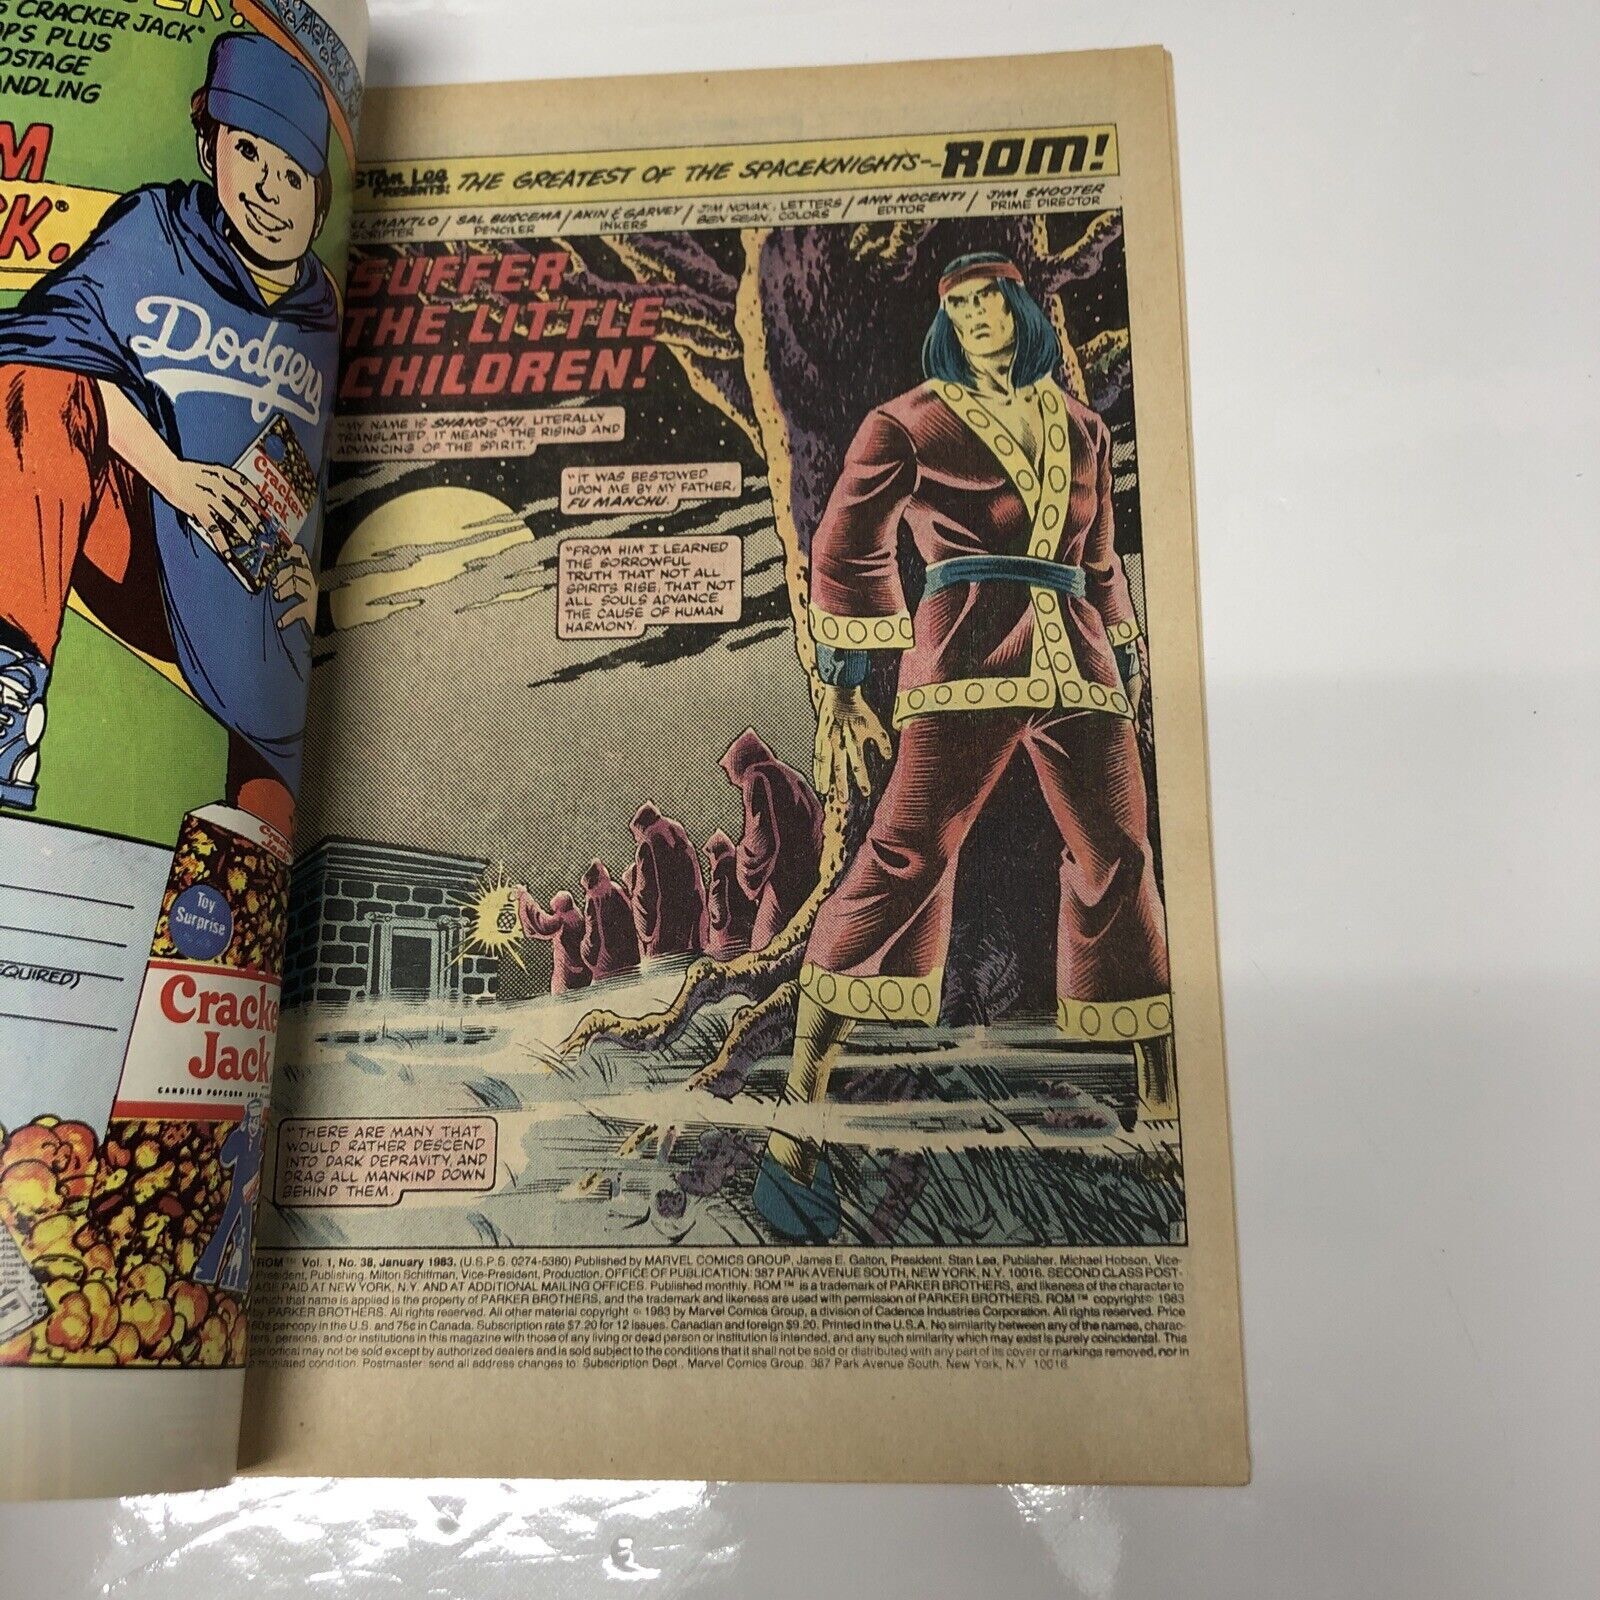 S CRACKER JACK®
PS PLUS
OSTAGE
ANDLING
M
K.®
Dodgers
Cracker
Jack
Toy
Surprise
EQUIRED)
Cracke
Jack
CANDIED POPCORN
Stan Lee
PRESENTS: THE GREATEST OF THE SPACEKNIGHTS-- ROM!
LL MANTLO / SAL BUSCEMA / AKIN & GARVEY / JIM NOVAK, LETTERS / ANN NOCENTI / JIM SHOOTER
SCRIPTER / PENCILER / INKERS / BEN SEAN, COLORS / EDITOR / PRIME DIRECTOR
SUFFER
THE LITTLE
CHILDREN!
"MY NAME IS SHANG-CHI. LITERALLY
TRANSLATED, IT MEANS 'THE RISING AND
ADVANCING OF THE SPIRIT.'
"IT WAS BESTOWED
UPON ME BY MY FATHER,
FU MANCHU.
"FROM HIM I LEARNED
THE SORROWFUL
TRUTH THAT NOT ALL
SPIRITS RISE, THAT NOT
ALL SOULS ADVANCE
THE CAUSE OF HUMAN
HARMONY.
"THERE ARE MANY THAT
WOULD RATHER DESCEND
INTO DARK DEPRAVITY, AND
DRAG ALL MANKIND DOWN
BEHIND THEM.
ROM™ Vol. 1, No. 38, January 1983. (U.S.P.S. 0274-5380) Published by MARVEL COMICS GROUP, James E. Galton, President. Stan Lee, Publisher. Michael Hobson, Vice-
President, Publishing. Milton Schiffman, Vice-President, Production. OFFICE OF PUBLICATION: 387 PARK AVENUE SOUTH, NEW YORK, N.Y. 10016. SECOND CLASS POST-
AGE PAID AT NEW YORK, N.Y. AND AT ADDITIONAL MAILING OFFICES. Published monthly. ROM™ is a trademark of PARKER BROTHERS, and likeness of the character to
which that name is applied is the property of PARKER BROTHERS, and the trademark and likeness are used with permission of PARKER BROTHERS. ROM™ copyright © 1983
by PARKER BROTHERS. All rights reserved. All other material copyright © 1983 by Marvel Comics Group, a division of Cadence Industries Corporation. All rights reserved. Price
60¢ per copy in the U.S. and 75¢ in Canada. Subscription rate $7.20 for 12 issues. Canadian and foreign $9.20. Printed in the U.S.A. No similarity between any of the names, charac-
ters, persons, and/or institutions in this magazine with those of any living or dead person or institution is intended, and any such similarity which may exist is purely coincidental. This
periodical may not be sold except by authorized dealers and is sold subject to the conditions that it shall not be sold or distributed with any part of its cover or markings removed, nor in
a mutilated condition. Postmaster: send all address changes to: Subscription Dept., Marvel Comics Group, 387 Park Avenue South, New York, N.Y. 10016.